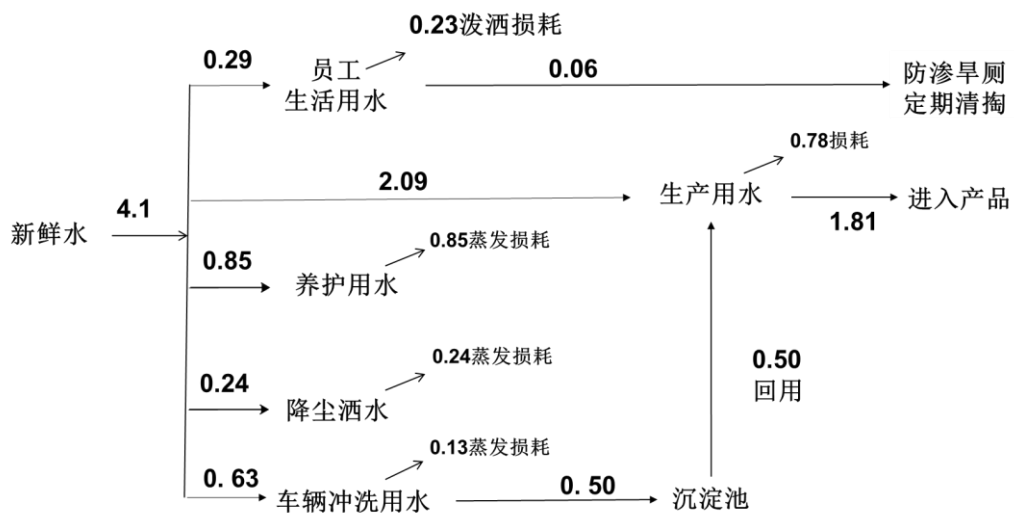 0.23泼洒损耗
0.29
员工
生活用水
0.06
防渗旱厕
定期清掏
0.78损耗
2.09
生产用水
进入产品
1.81
4.1
新鲜水
0.85蒸发损耗
0.85
养护用水
0.24蒸发损耗
0.24
降尘洒水
0.50
回用
0.13蒸发损耗
0. 63
车辆冲洗用水
0. 50
沉淀池